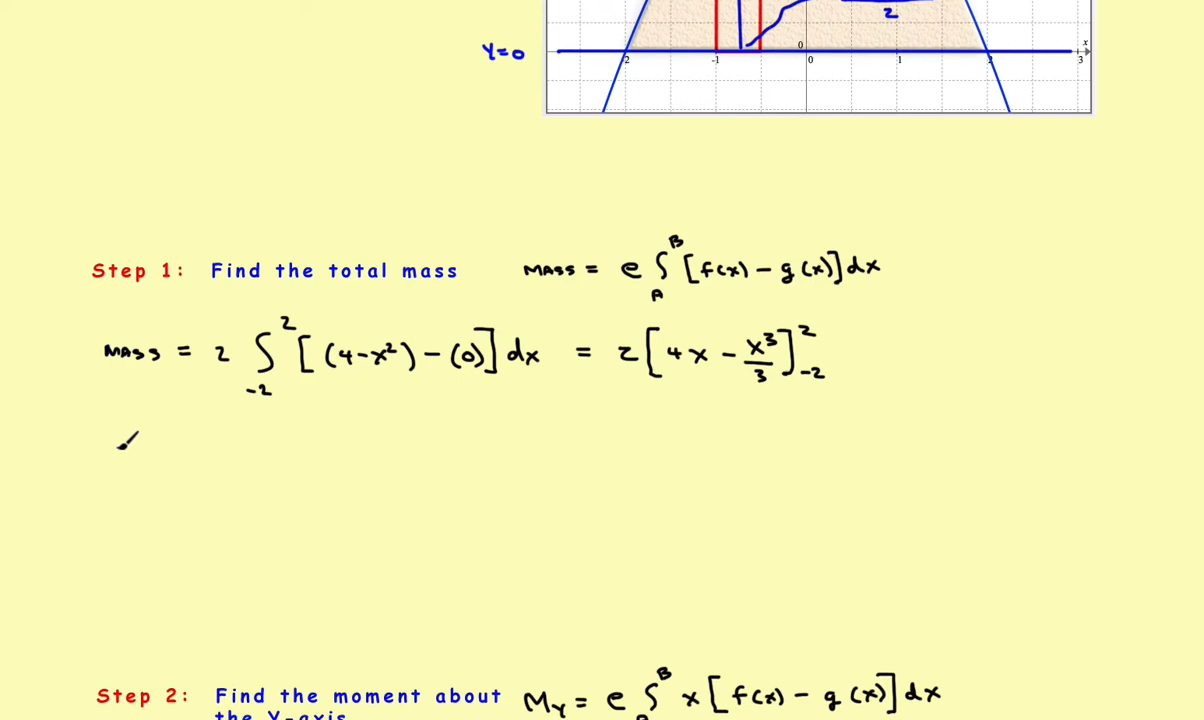 2
Y=0
-2 -1 0 0 1 2 3 x
Step 1: Find the total mass MASS = e ∫_A^B [f(x) - g(x)] dx
MASS = 2 ∫_{-2}^{2} [(4-x²) - (0)] dx = 2 [4x - x³/3]_{-2}^{2}
Step 2: Find the moment about M_Y = e ∫^B x [f(x) - g(x)] dx
the Y-axis